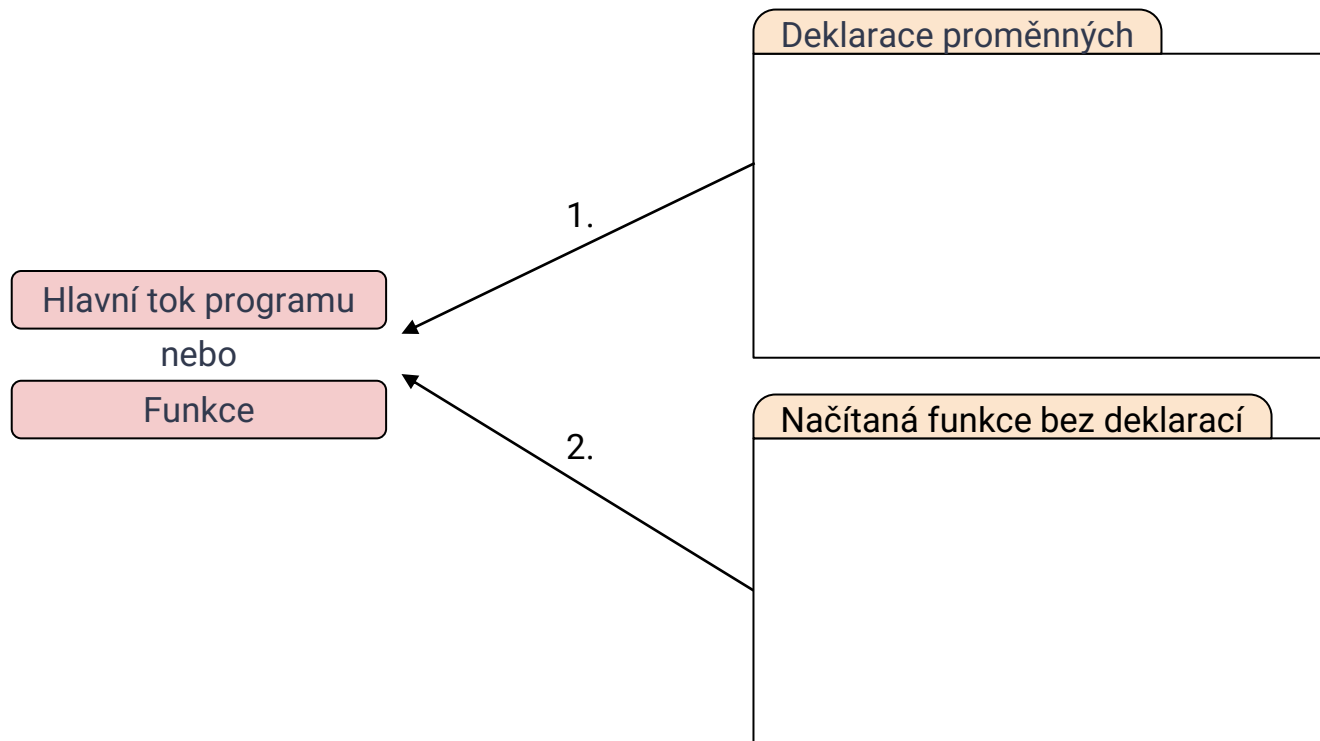 Deklarace proměnných
1.
Hlavní tok programu
nebo
Funkce
Načítaná funkce bez deklarací
2.